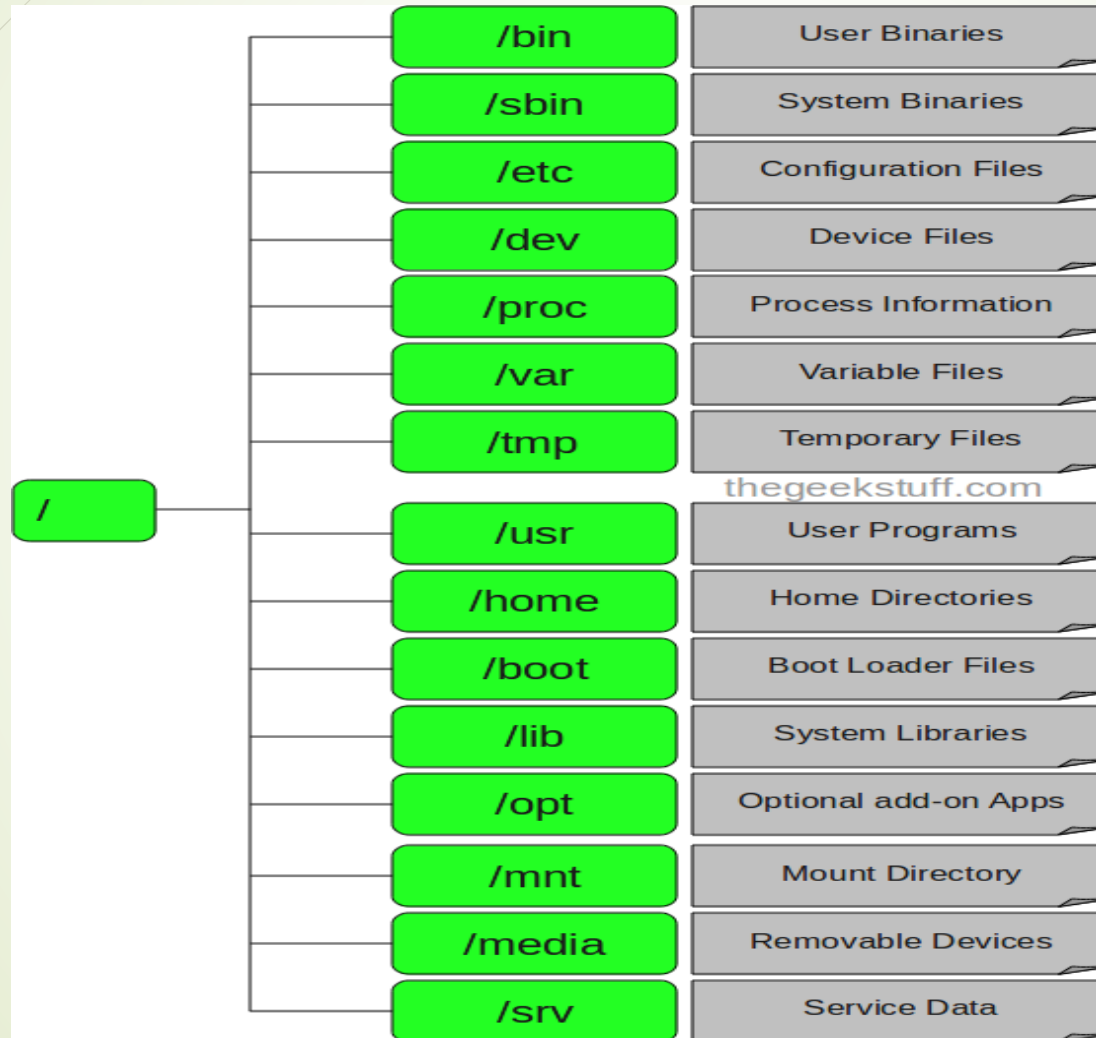 /bin User Binaries
/sbin System Binaries
/etc Configuration Files
/dev Device Files
/proc Process Information
/var Variable Files
/tmp Temporary Files
thegeekstuff.com
/
/usr User Programs
/home Home Directories
/boot Boot Loader Files
/lib System Libraries
/opt Optional add-on Apps
/mnt Mount Directory
/media Removable Devices
/srv Service Data